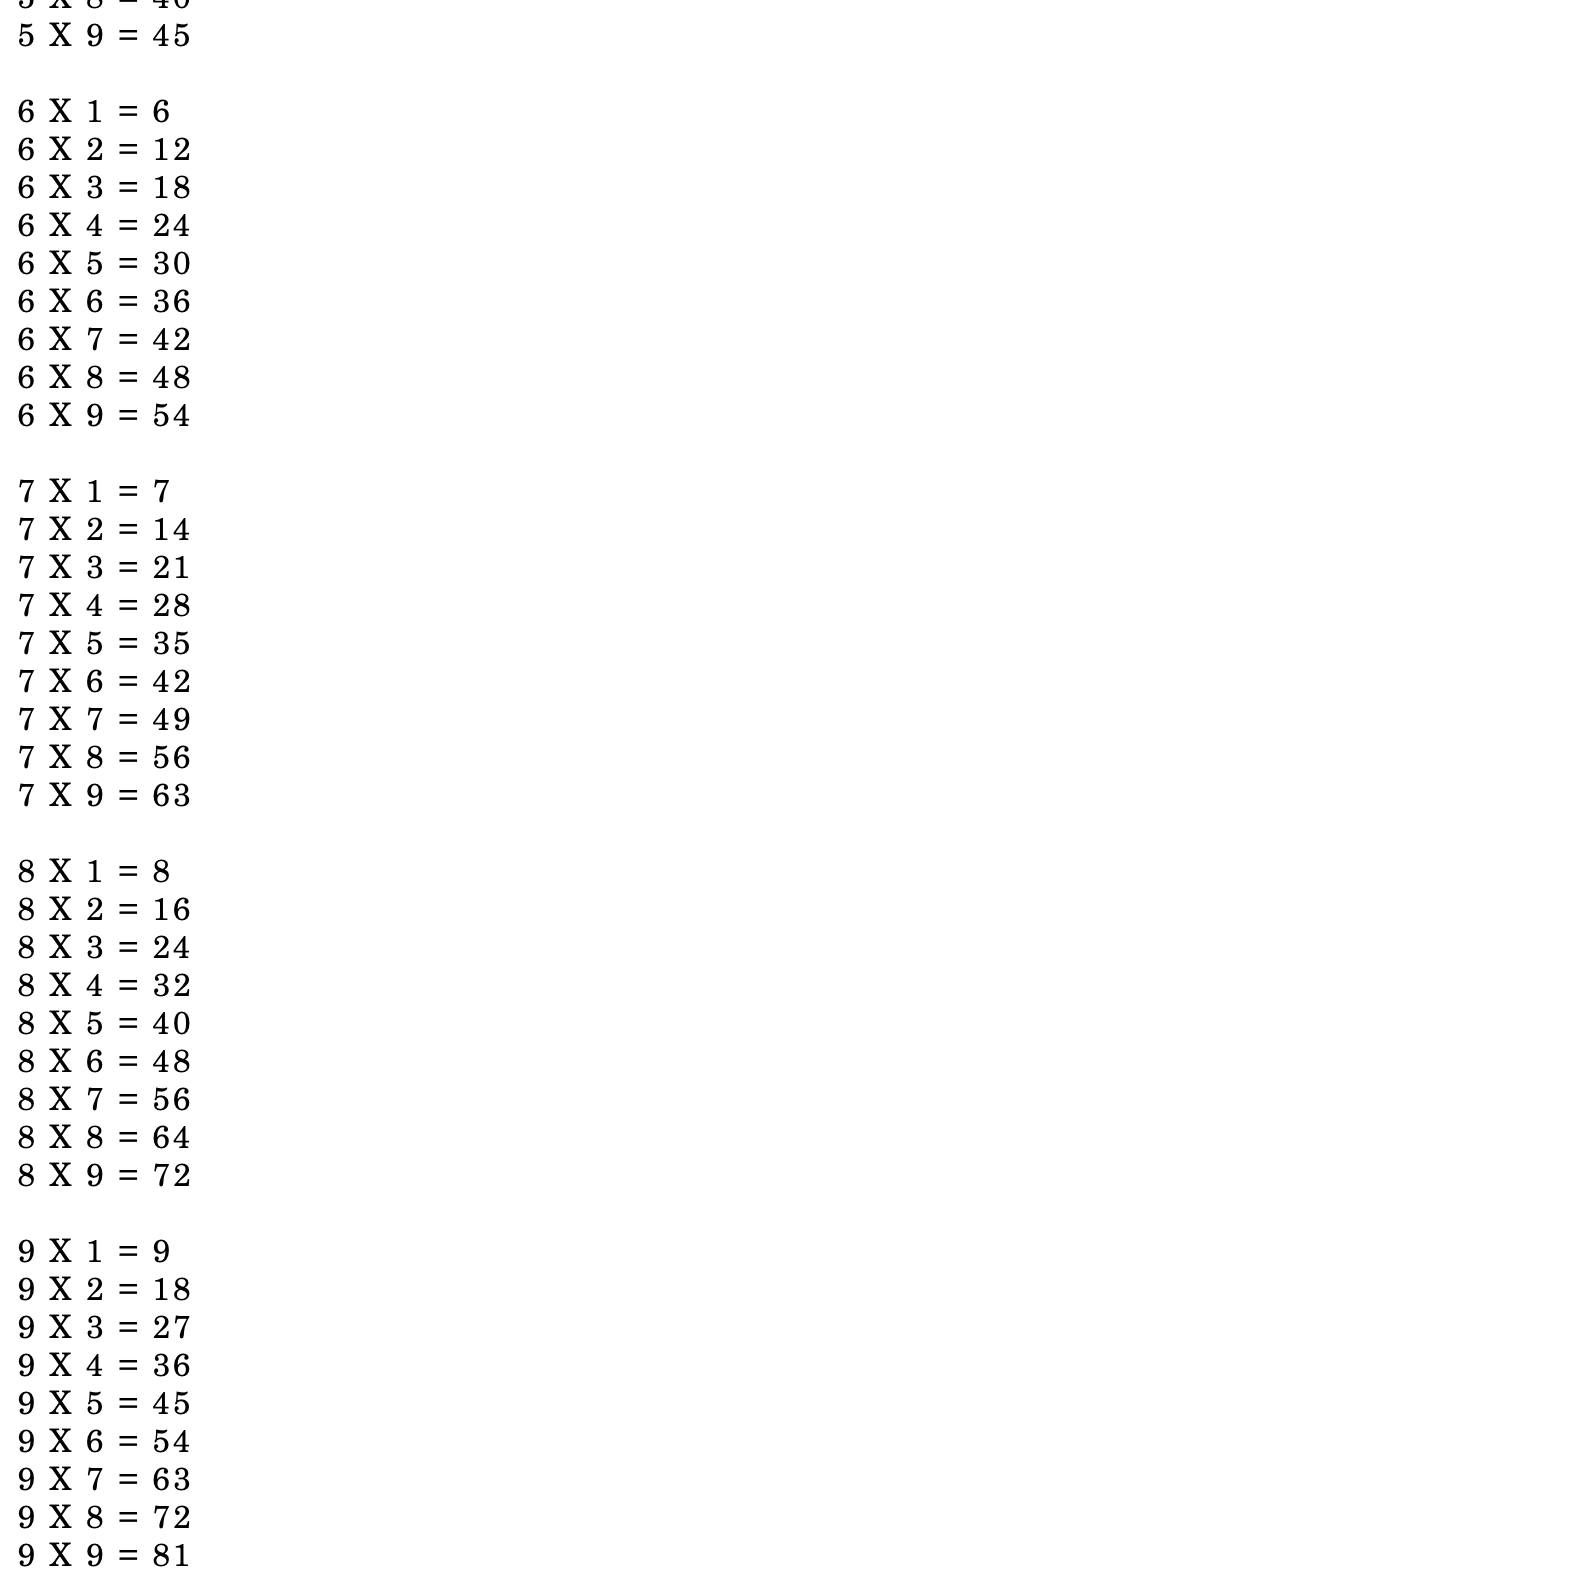 5 X 8 = 40
5 X 9 = 45

6 X 1 = 6
6 X 2 = 12
6 X 3 = 18
6 X 4 = 24
6 X 5 = 30
6 X 6 = 36
6 X 7 = 42
6 X 8 = 48
6 X 9 = 54

7 X 1 = 7
7 X 2 = 14
7 X 3 = 21
7 X 4 = 28
7 X 5 = 35
7 X 6 = 42
7 X 7 = 49
7 X 8 = 56
7 X 9 = 63

8 X 1 = 8
8 X 2 = 16
8 X 3 = 24
8 X 4 = 32
8 X 5 = 40
8 X 6 = 48
8 X 7 = 56
8 X 8 = 64
8 X 9 = 72

9 X 1 = 9
9 X 2 = 18
9 X 3 = 27
9 X 4 = 36
9 X 5 = 45
9 X 6 = 54
9 X 7 = 63
9 X 8 = 72
9 X 9 = 81